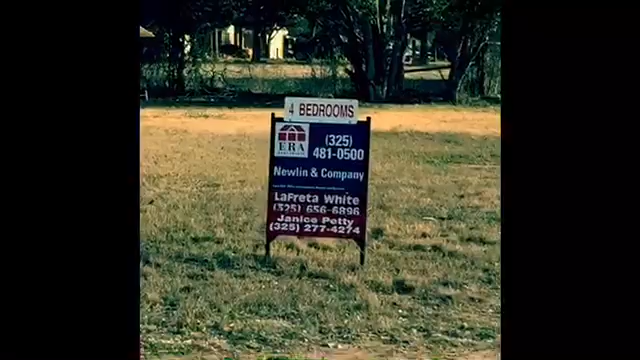 4 BEDROOMS
ERA
(325)
481-0500
Newlin & Company
LaFreta White
(325) 656-6896
Janice Petty
(325) 277-4274